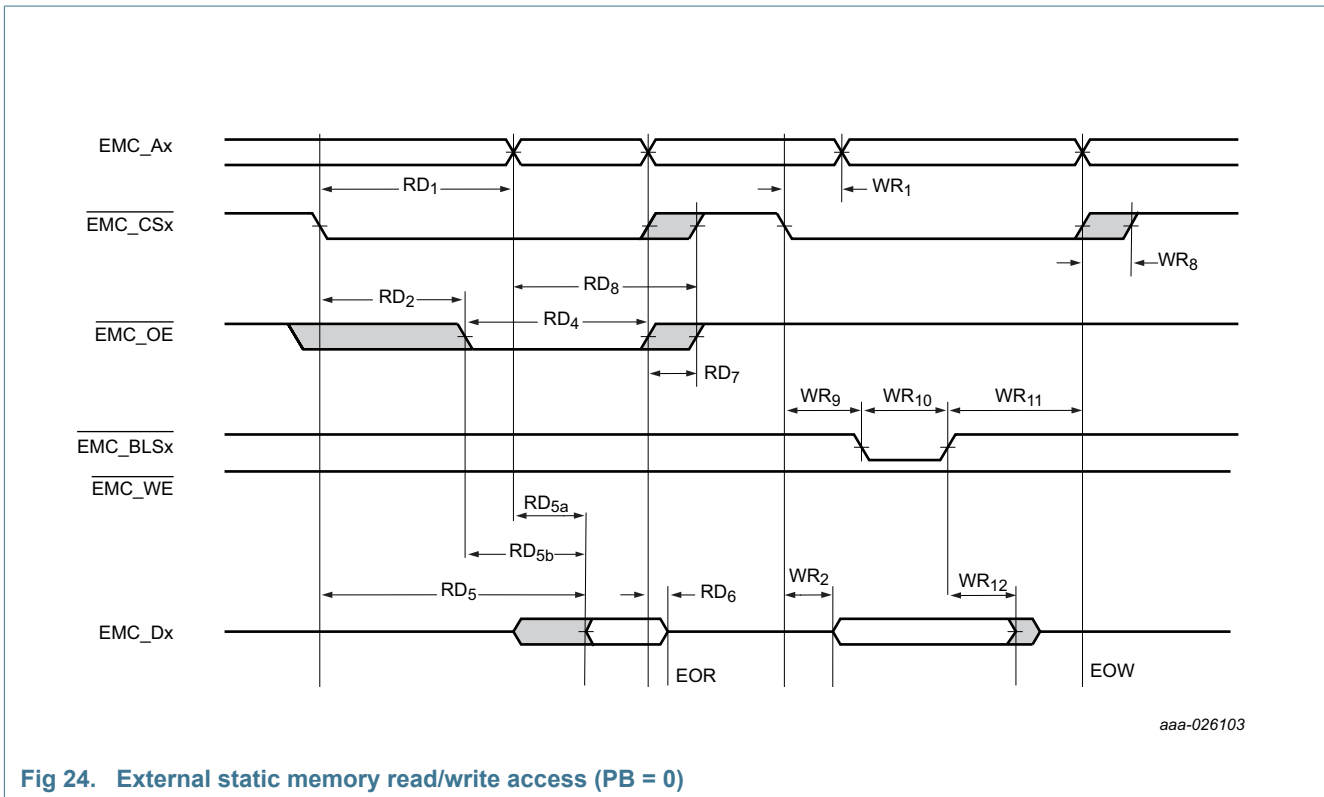 EMC_Ax
RD1
WR1
EMC_CSx
RD8
WR8
RD2
RD4
EMC_OE
RD7
WR9
WR10
WR11
EMC_BLSx
EMC_WE
RD5a
RD5b
RD5
RD6
WR2
WR12
EMC_Dx
EOR
EOW
aaa-026103
Fig 24. External static memory read/write access (PB = 0)